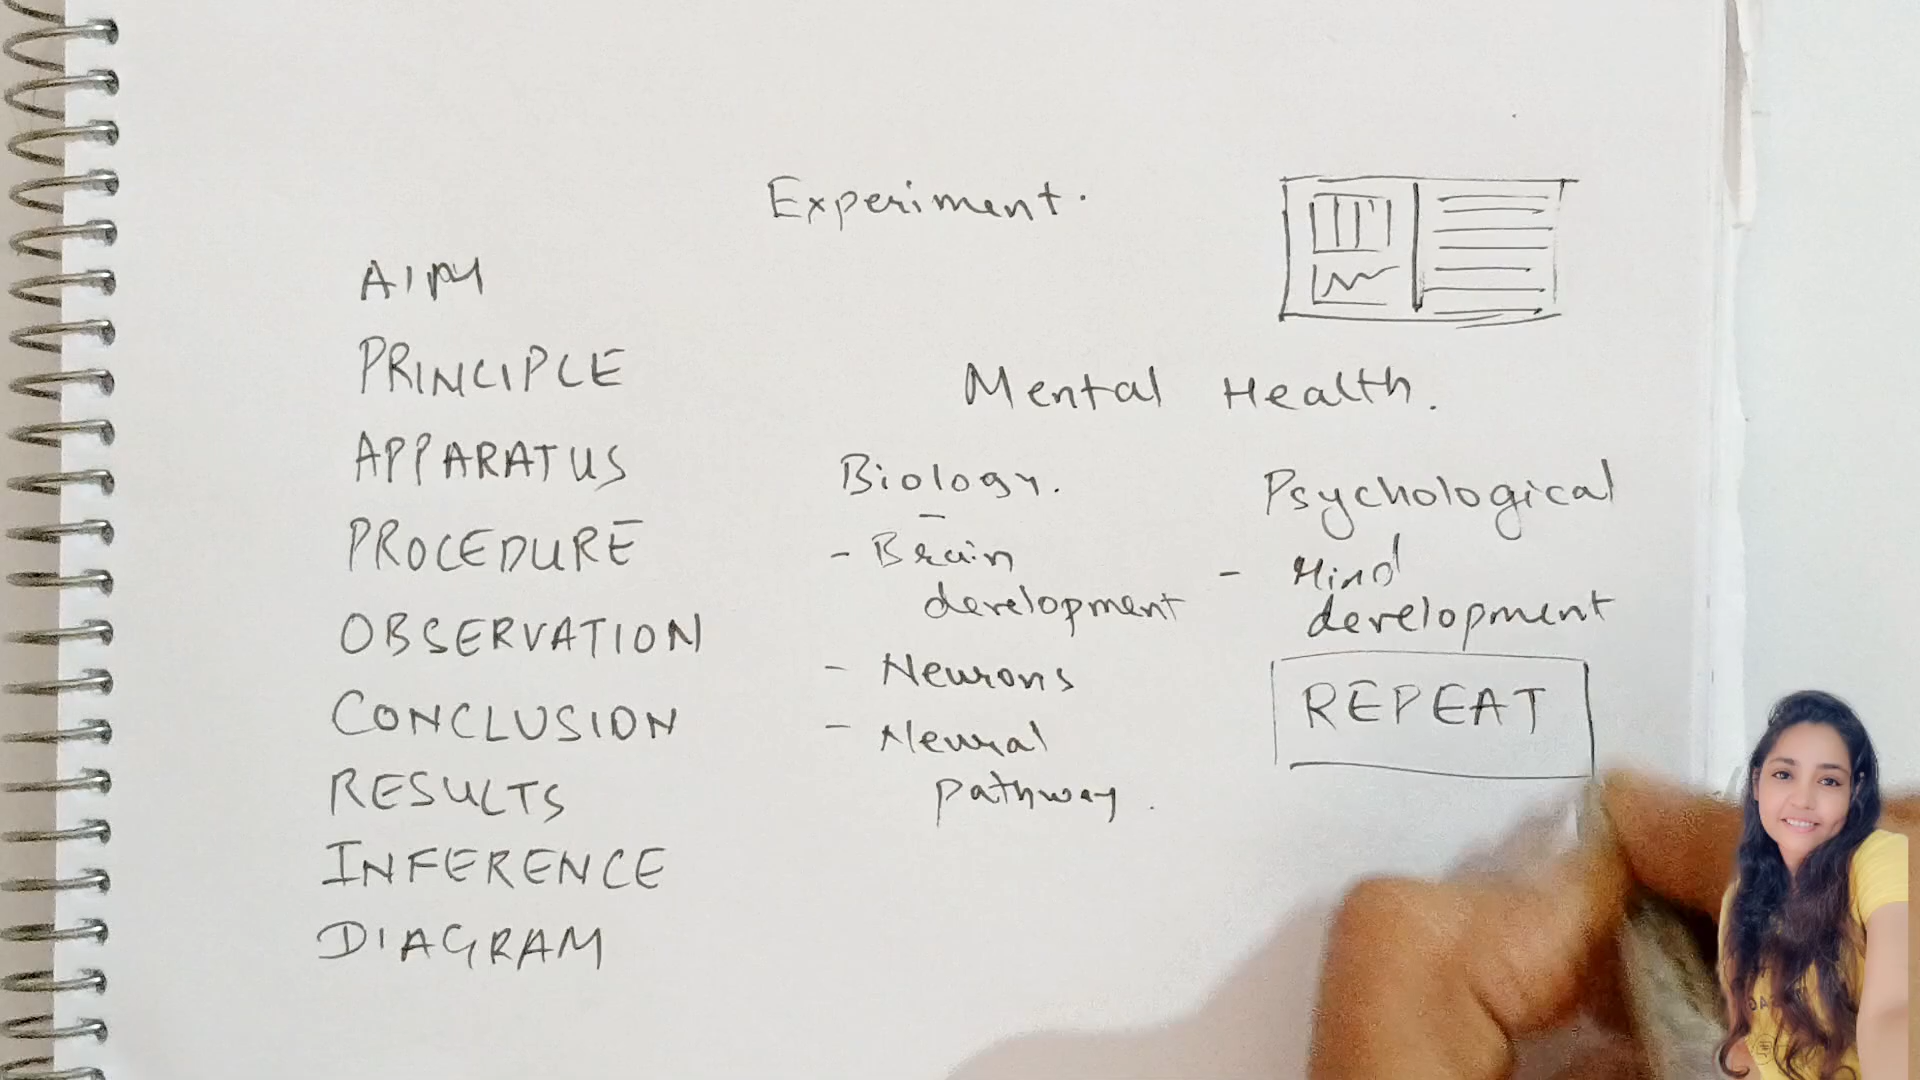 Experiment.
AIM
PRINCIPLE
APPARATUS
PROCEDURE
OBSERVATION
CONCLUSION
RESULTS
INFERENCE
DIAGRAM
Mental Health.
Biology.
- Brain
development
- Neurons
- Neural
pathway.
Psychological
- Mind
development
REPEAT